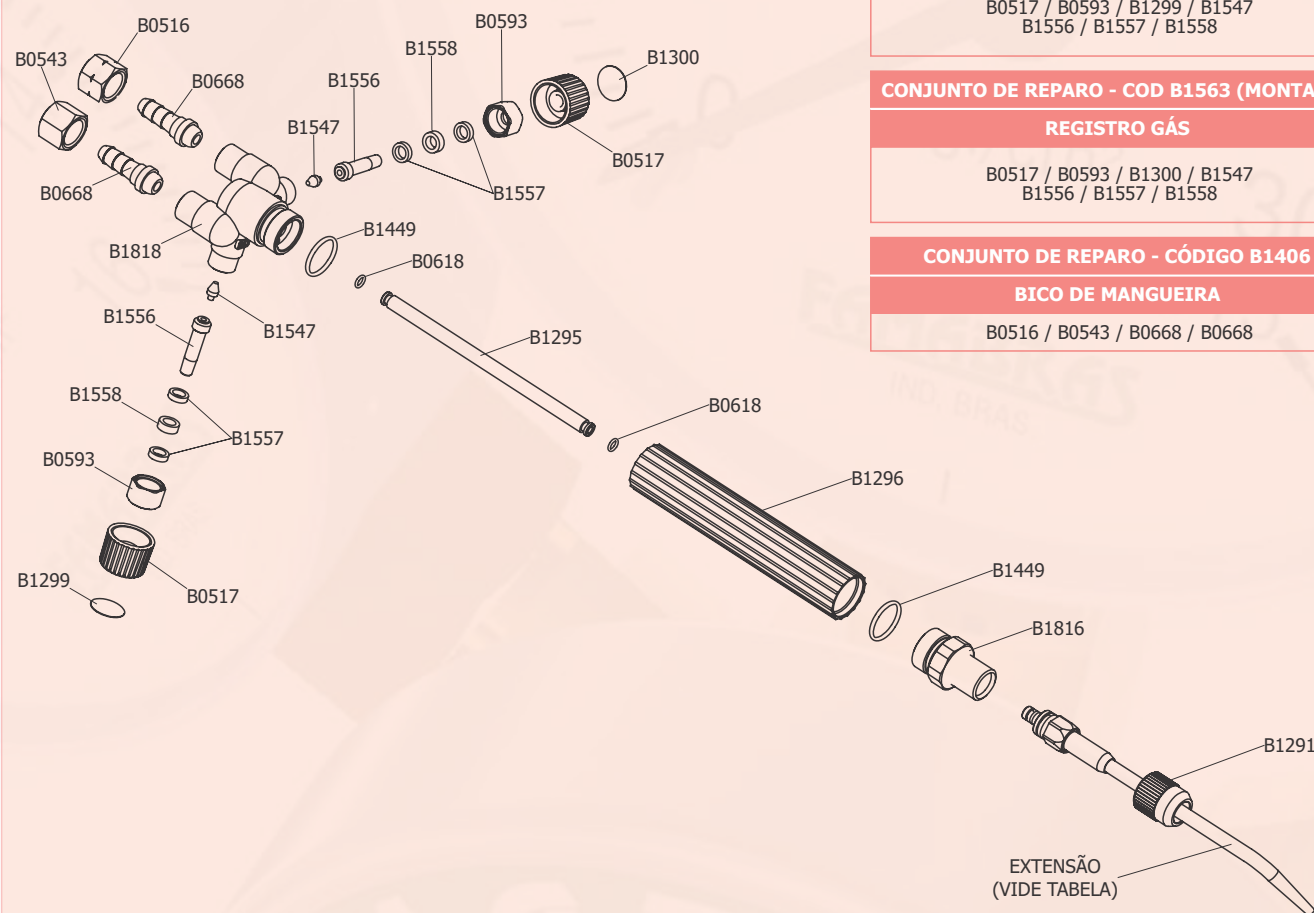 B0516
B0543
B0668
B0668
B1818
B1556
B1547
B1558
B1557
B0593
B1299
B0517
B1547
B1556
B1558
B0593
B1300
B0517
B1557
B1449
B0618
B1295
B0618
B1296
B1449
B1816
B1291
EXTENSÃO
(VIDE TABELA)
B0517 / B0593 / B1299 / B1547
B1556 / B1557 / B1558
CONJUNTO DE REPARO - COD B1563 (MONTA
REGISTRO GÁS
B0517 / B0593 / B1300 / B1547
B1556 / B1557 / B1558
CONJUNTO DE REPARO - CÓDIGO B1406
BICO DE MANGUEIRA
B0516 / B0543 / B0668 / B0668
IND. BRAS